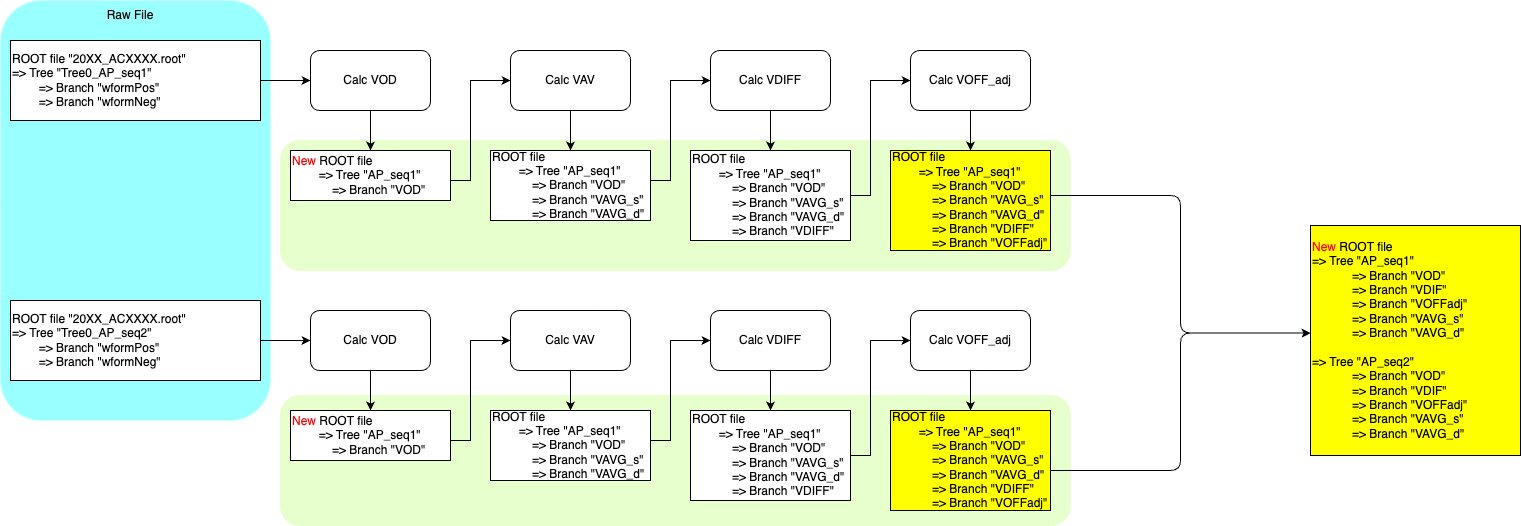 Raw File
ROOT file "20XX_ACXXXX.root"
=> Tree "Tree0_AP_seq1"
=> Branch "wformPos"
=> Branch "wformNeg"
Calc VOD
Calc VAV
Calc VDIFF
Calc VOFF_adj
New ROOT file
=> Tree "AP_seq1"
=> Branch "VOD"
ROOT file
=> Tree "AP_seq1"
=> Branch "VOD"
=> Branch "VAVG_s"
=> Branch "VAVG_d"
ROOT file
=> Tree "AP_seq1"
=> Branch "VOD"
=> Branch "VAVG_s"
=> Branch "VAVG_d"
=> Branch "VDIFF"
ROOT file
=> Tree "AP_seq1"
=> Branch "VOD"
=> Branch "VAVG_s"
=> Branch "VAVG_d"
=> Branch "VDIFF"
=> Branch "VOFFadj"
ROOT file "20XX_ACXXXX.root"
=> Tree "Tree0_AP_seq2"
=> Branch "wformPos"
=> Branch "wformNeg"
Calc VOD
Calc VAV
Calc VDIFF
Calc VOFF_adj
New ROOT file
=> Tree "AP_seq1"
=> Branch "VOD"
ROOT file
=> Tree "AP_seq1"
=> Branch "VOD"
=> Branch "VAVG_s"
=> Branch "VAVG_d"
ROOT file
=> Tree "AP_seq1"
=> Branch "VOD"
=> Branch "VAVG_s"
=> Branch "VAVG_d"
=> Branch "VDIFF"
ROOT file
=> Tree "AP_seq1"
=> Branch "VOD"
=> Branch "VAVG_s"
=> Branch "VAVG_d"
=> Branch "VDIFF"
=> Branch "VOFFadj"
New ROOT file
=> Tree "AP_seq1"
=> Branch "VOD"
=> Branch "VDIF"
=> Branch "VOFFadj"
=> Branch "VAVG_s"
=> Branch "VAVG_d"
=> Tree "AP_seq2"
=> Branch "VOD"
=> Branch "VDIF"
=> Branch "VOFFadj"
=> Branch "VAVG_s"
=> Branch "VAVG_d"